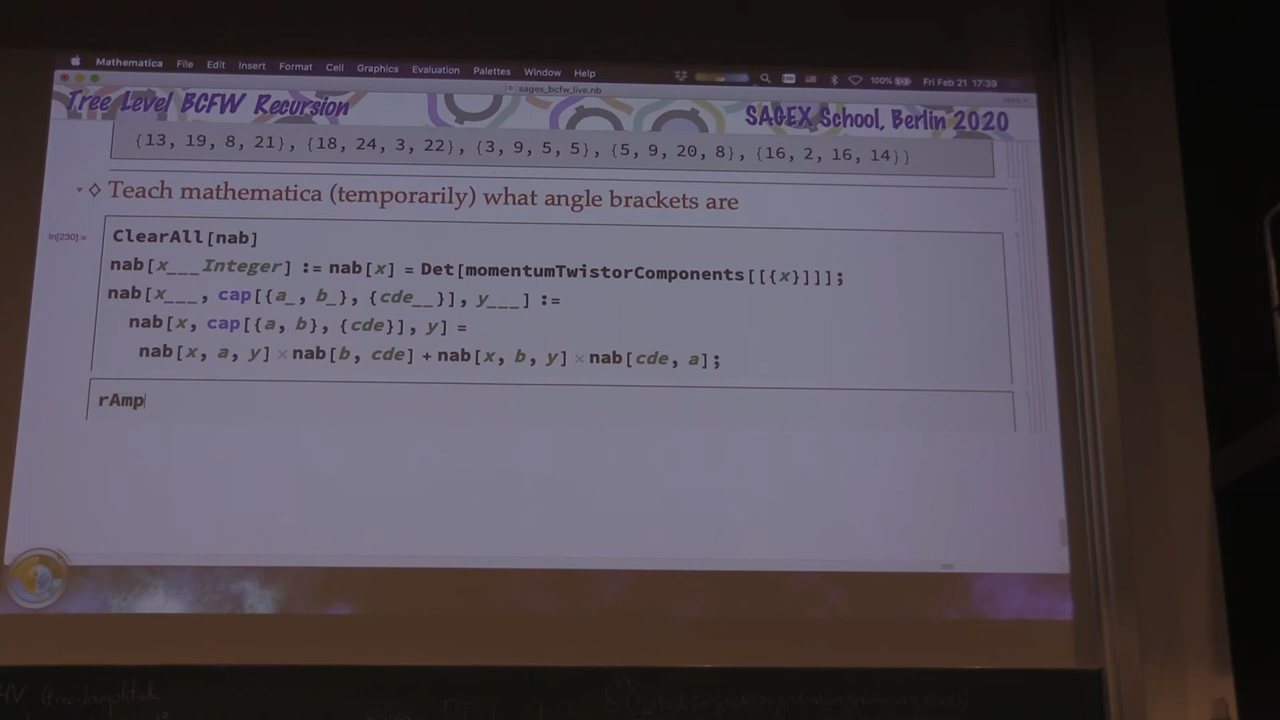 Mathematica File Edit Insert Format Cell Graphics Evaluation Palettes Window Help 100% Fri Feb 21 17:39
sagex_bcfw_live.nb
Tree Level BCFW Recursion SAGEX School, Berlin 2020
{13, 19, 8, 21}, {18, 24, 3, 22}, {3, 9, 5, 5}, {5, 9, 20, 8}, {16, 2, 16, 14}}
Teach mathematica (temporarily) what angle brackets are
In[230]:= ClearAll[nab]
nab[x___Integer] := nab[x] = Det[momentumTwistorComponents[[{x}]]];
nab[x___, cap[{a_, b_}, {cde__}], y___] :=
nab[x, cap[{a, b}, {cde}], y] =
nab[x, a, y] × nab[b, cde] + nab[x, b, y] × nab[cde, a];
rAmp